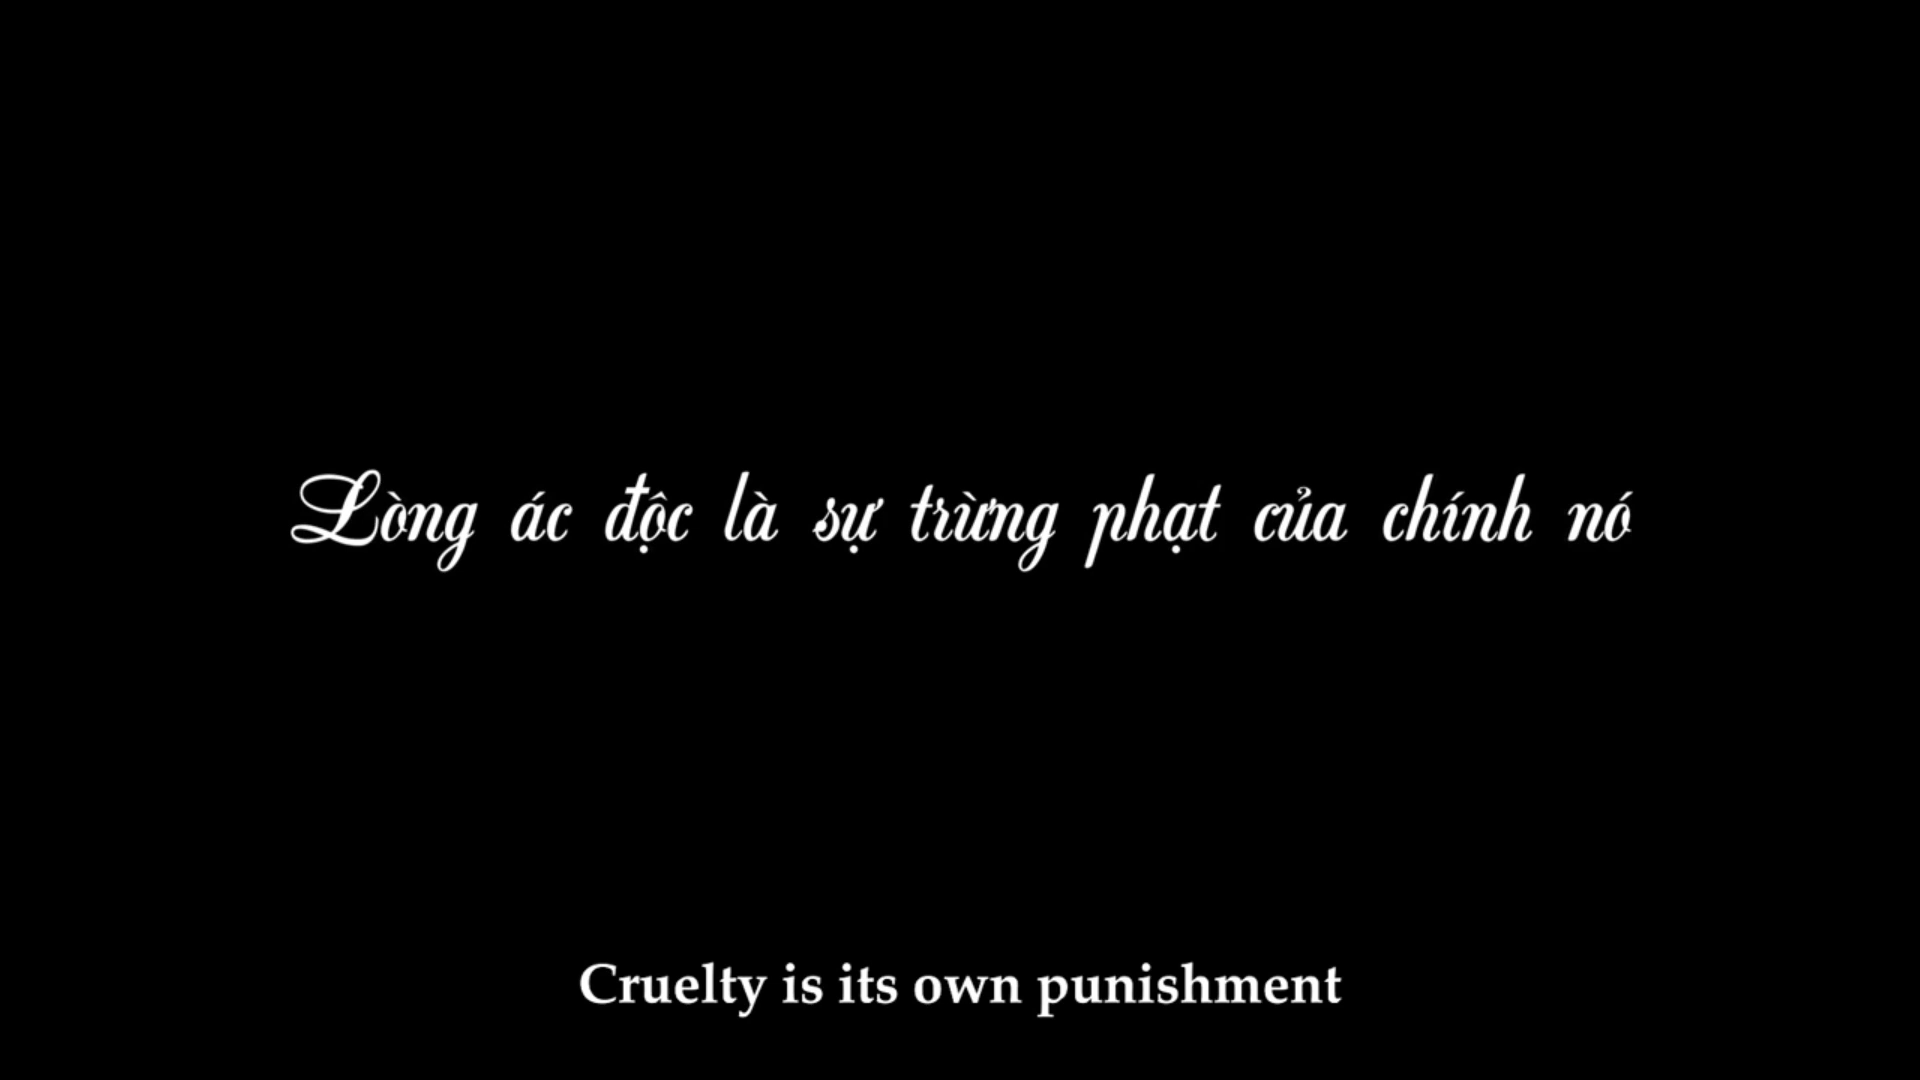 Lòng ác độc là sự trừng phạt của chính nó
Cruelty is its own punishment